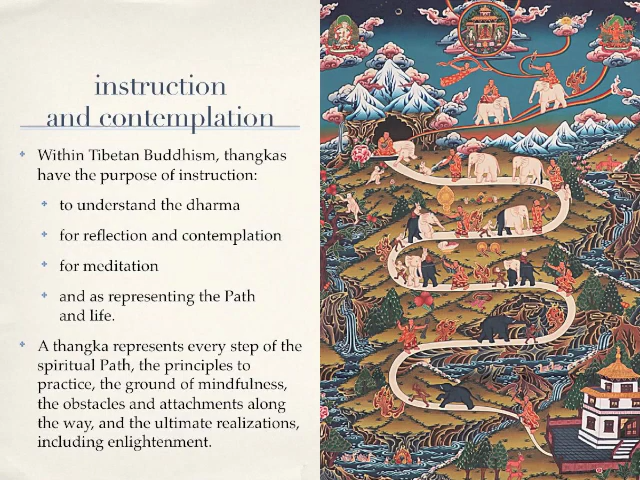 instruction
and contemplation
Within Tibetan Buddhism, thangkas
have the purpose of instruction:
to understand the dharma
for reflection and contemplation
for meditation
and as representing the Path
and life.
A thangka represents every step of the
spiritual Path, the principles to
practice, the ground of mindfulness,
the obstacles and attachments along
the way, and the ultimate realizations,
including enlightenment.